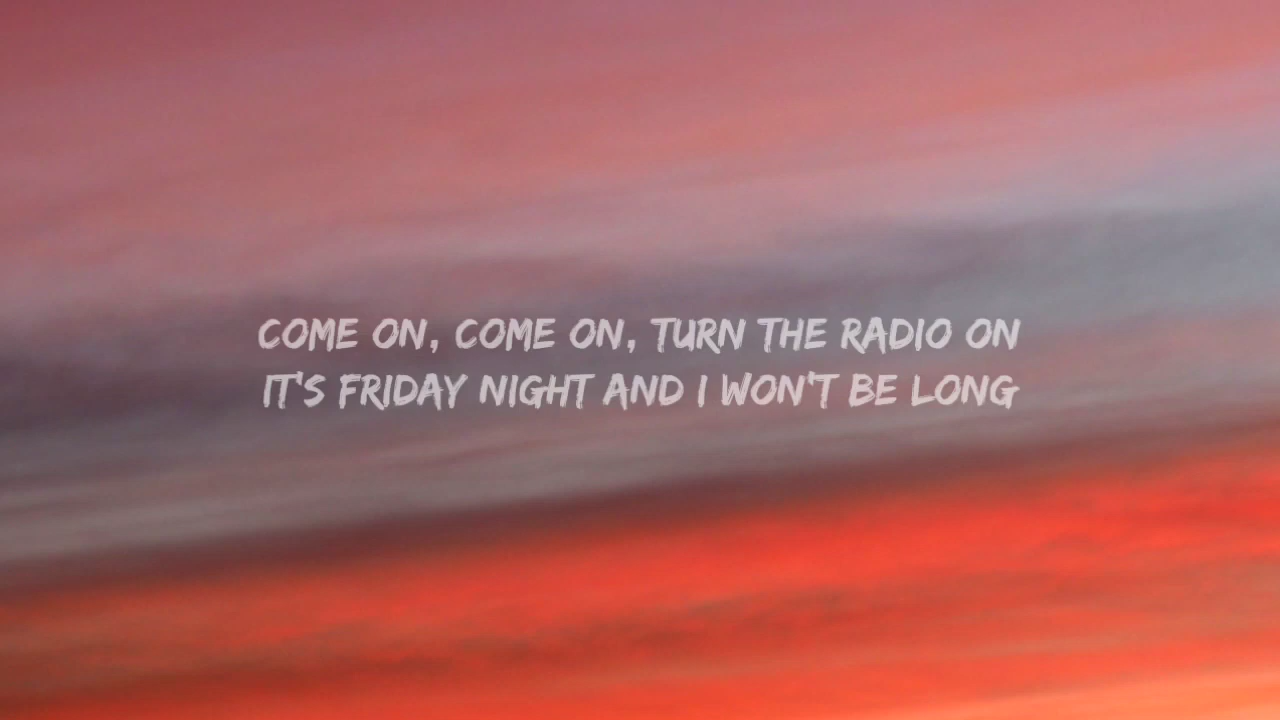 COME ON, COME ON, TURN THE RADIO ON
IT'S FRIDAY NIGHT AND I WON'T BE LONG